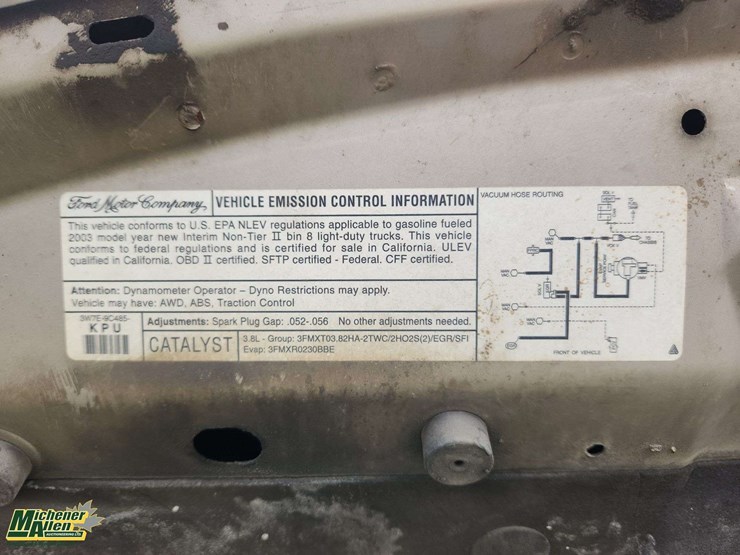 Ford Motor Company,
VEHICLE EMISSION CONTROL INFORMATION
This vehicle conforms to U.S. EPA NLEV regulations applicable to gasoline fueled
2003 model year new Interim Non-Tier II bin 8 light-duty trucks. This vehicle
conforms to federal regulations and is certified for sale in California. ULEV
qualified in California. OBD II certified. SFTP certified - Federal. CFF certified.
Attention: Dynamometer Operator - Dyno Restrictions may apply.
Vehicle may have: AWD, ABS, Traction Control
3W7E-9C485-
KPU
Adjustments: Spark Plug Gap: .052-.056 No other adjustments needed.
CATALYST
3.8L - Group: 3FMXT03.82HA-2TWC/2HO2S(2)/EGR/SFI
Evap: 3FMXR0230BBE
VACUUM HOSE ROUTING
TO
FRONT OF VEHICLE
Michener
Allen
AUCTIONEERING LTD.